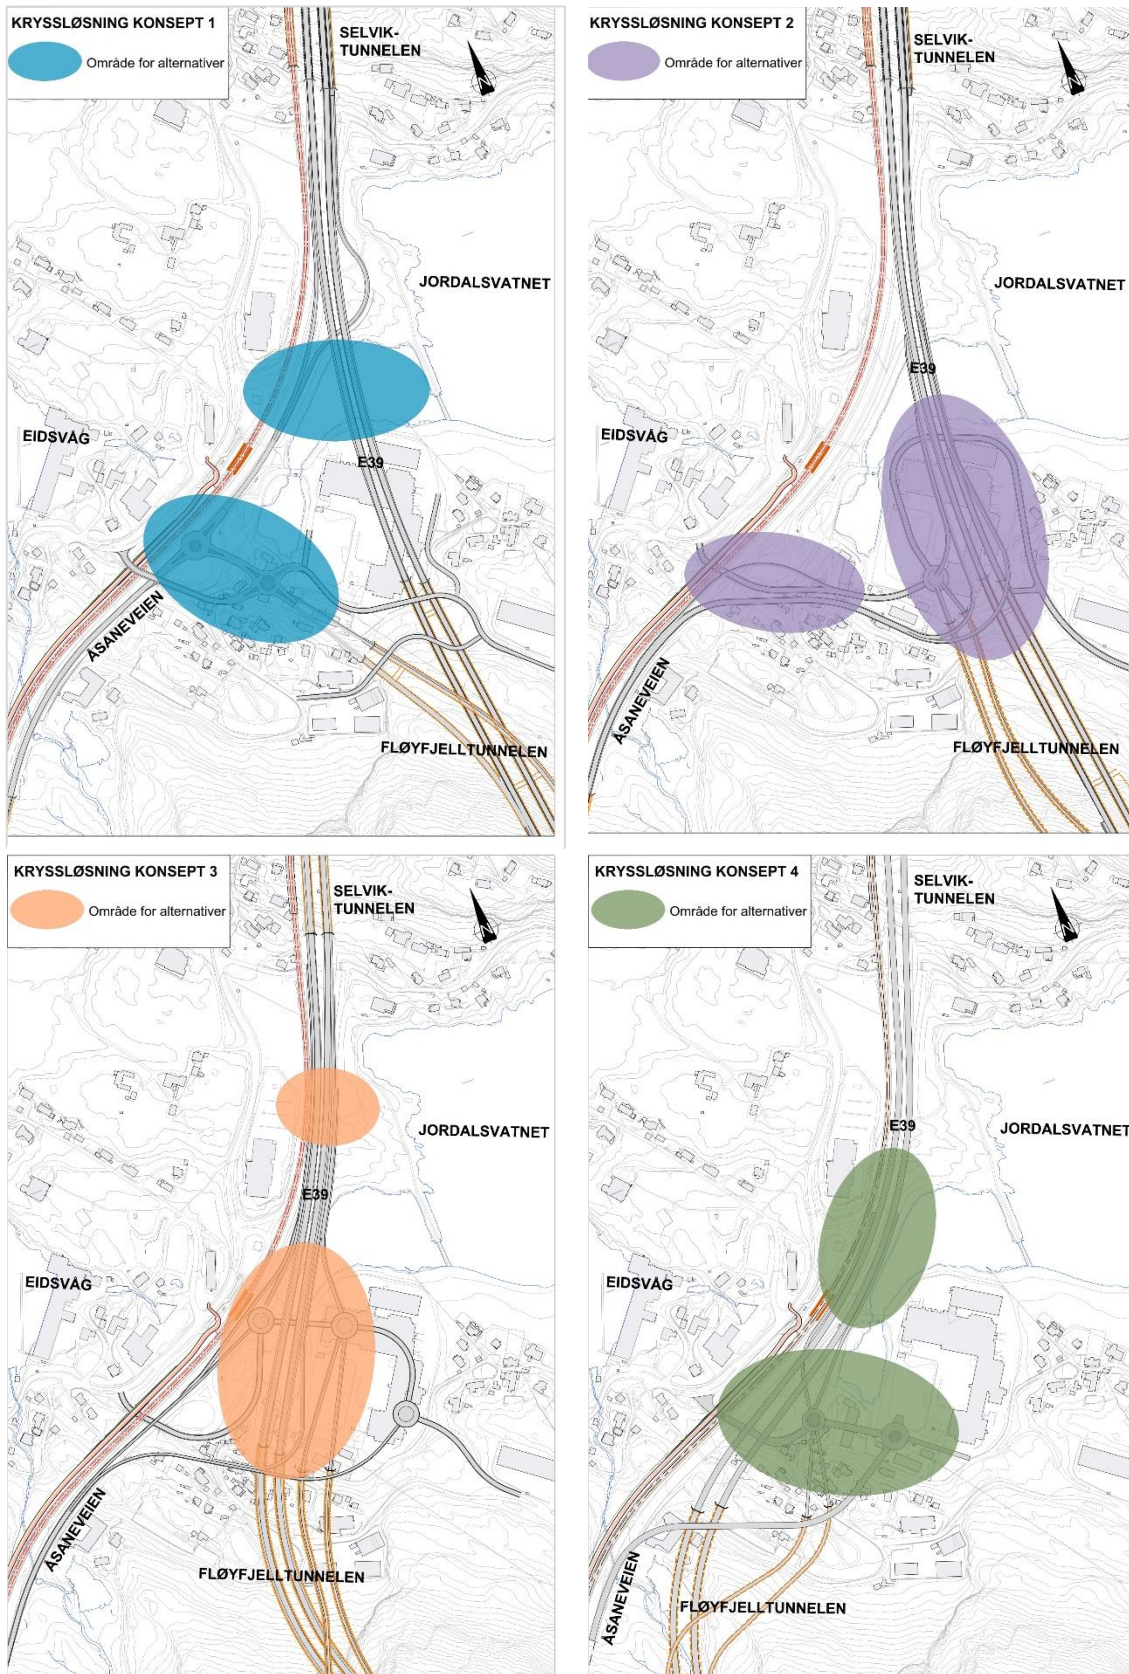 KRYSSLØSNING KONSEPT 1
Område for alternativer
SELVIK-
TUNNELEN
N
JORDALSVATNET
EIDSVÅG
E39
ÅSANEVEIEN
FLØYFJELLTUNNELEN
KRYSSLØSNING KONSEPT 2
Område for alternativer
SELVIK-
TUNNELEN
N
JORDALSVATNET
E39
EIDSVÅG
ÅSANEVEIEN
FLØYFJELLTUNNELEN
KRYSSLØSNING KONSEPT 3
Område for alternativer
SELVIK-
TUNNELEN
N
JORDALSVATNET
E39
EIDSVÅG
ÅSANEVEIEN
FLØYFJELLTUNNELEN
KRYSSLØSNING KONSEPT 4
Område for alternativer
SELVIK-
TUNNELEN
N
E39
JORDALSVATNET
EIDSVÅG
ÅSANEVEIEN
FLØYFJELLTUNNELEN